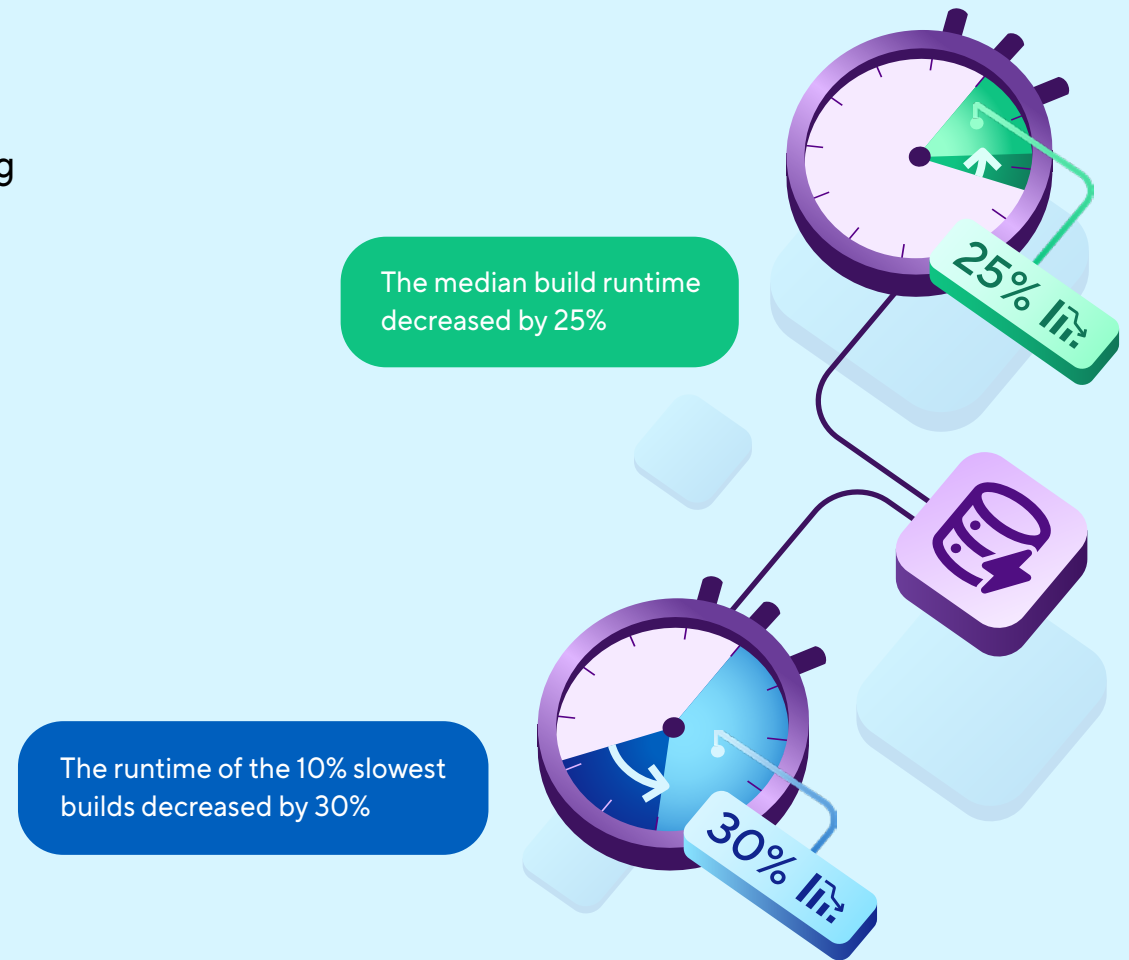 g
The median build runtime
decreased by 25%
25%
The runtime of the 10% slowest
builds decreased by 30%
30%